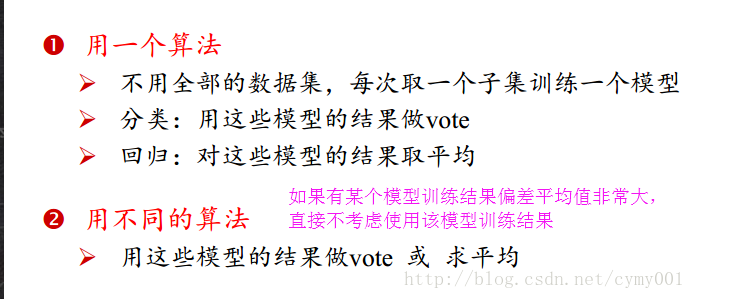 ❶ 用一个算法
➢ 不用全部的数据集，每次取一个子集训练一个模型
➢ 分类：用这些模型的结果做vote
➢ 回归：对这些模型的结果取平均
如果有某个模型训练结果偏差平均值非常大，
直接不考虑使用该模型训练结果
❷ 用不同的算法
➢ 用这些模型的结果做vote 或 求平均
http://blog.csdn.net/cymy001